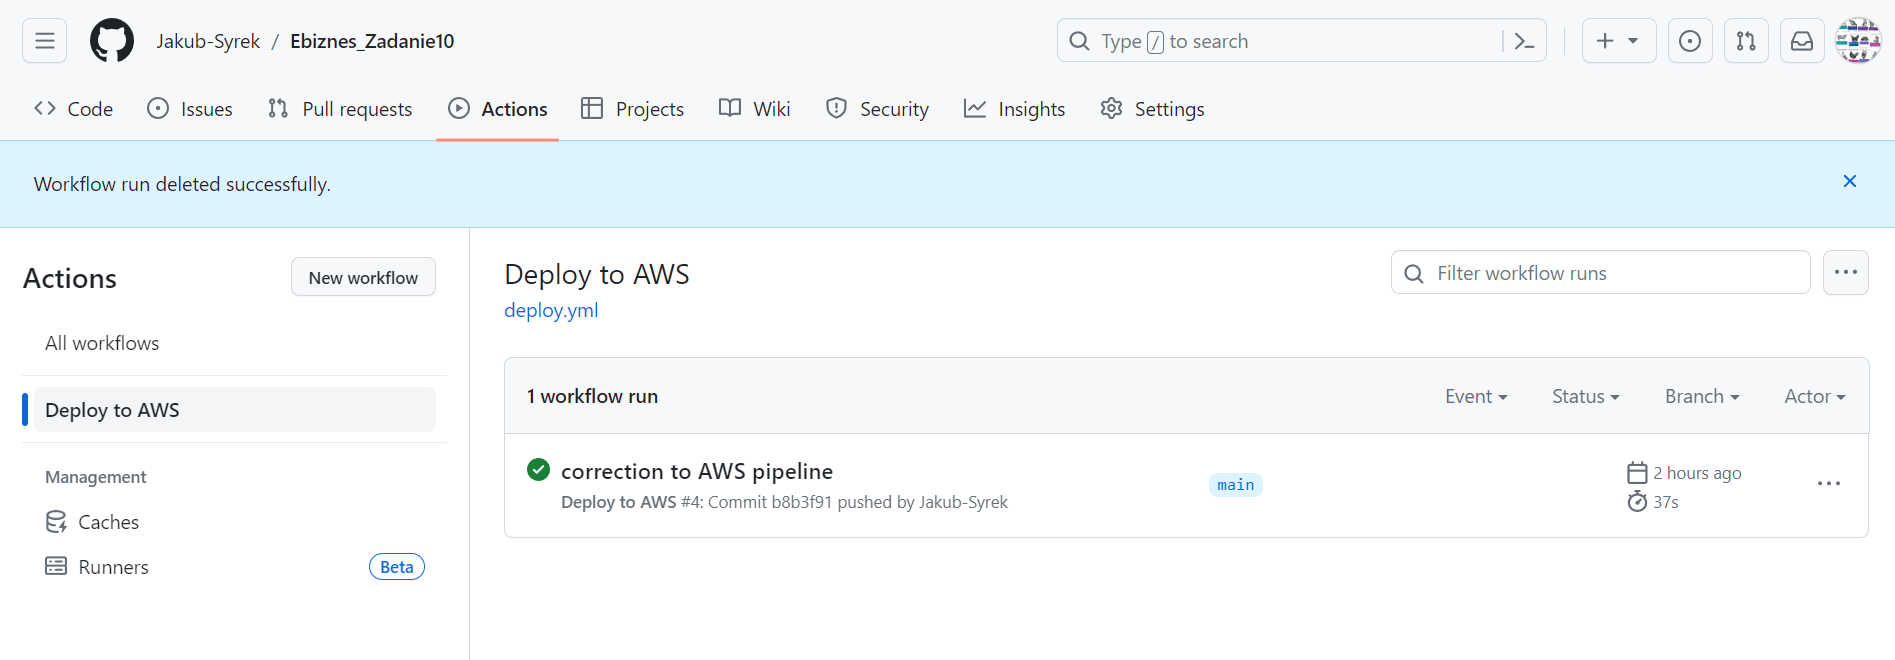 Jakub-Syrek / Ebiznes_Zadanie10
Type / to search
Code Issues Pull requests Actions Projects Wiki Security Insights Settings
Workflow run deleted successfully.
Actions
New workflow
All workflows
Deploy to AWS
Management
Caches
Runners Beta
Deploy to AWS
deploy.yml
Filter workflow runs
1 workflow run
Event Status Branch Actor
correction to AWS pipeline
Deploy to AWS #4: Commit b8b3f91 pushed by Jakub-Syrek
main
2 hours ago
37s